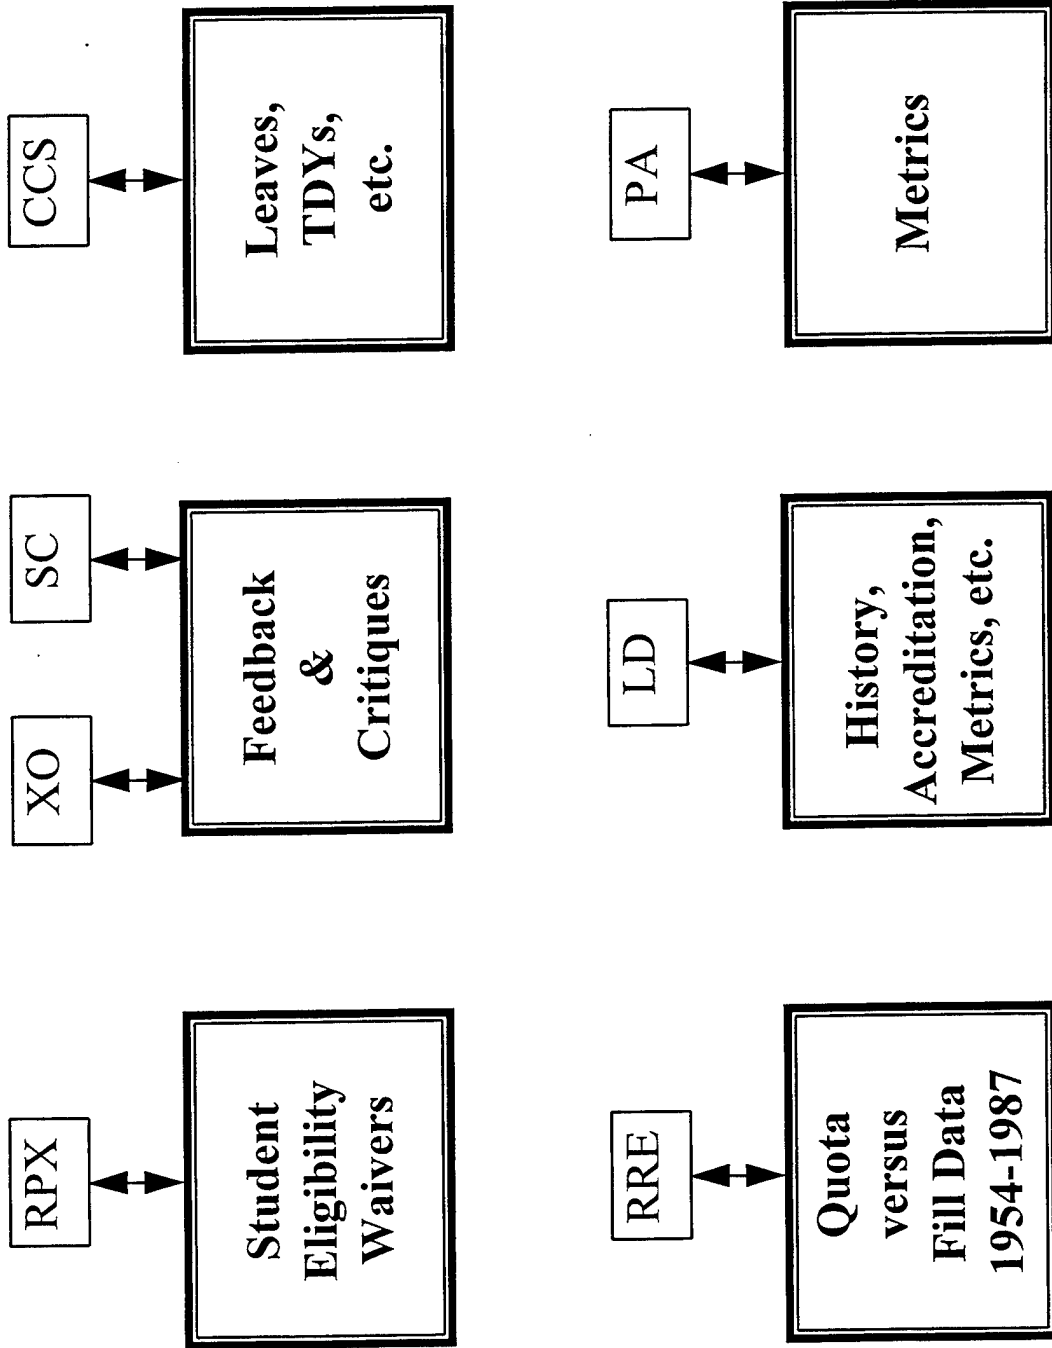 RPX
XO
SC
CCS
Student
Eligibility
Waivers
Feedback
&
Critiques
Leaves,
TDYs,
etc.
RRE
LD
PA
Quota
versus
Fill Data
1954-1987
History,
Accreditation,
Metrics, etc.
Metrics